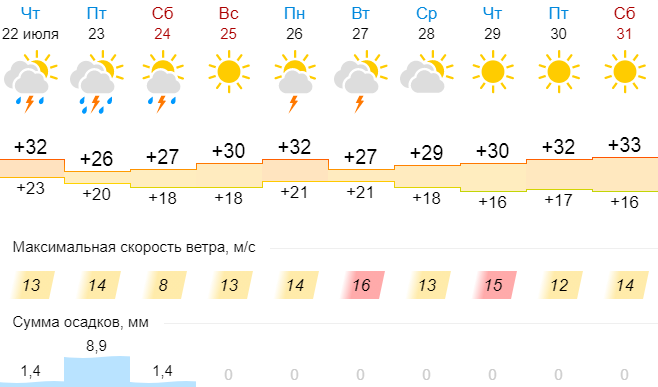 Чт Пт Сб Вс Пн Вт Ср Чт Пт Сб
22 июля 23 24 25 26 27 28 29 30 31
+32 +26 +27 +30 +32 +27 +29 +30 +32 +33
+23 +20 +18 +18 +21 +21 +18 +16 +17 +16
Максимальная скорость ветра, м/с
13 14 8 13 14 16 13 15 12 14
Сумма осадков, мм
1,4 8,9 1,4 0 0 0 0 0 0 0